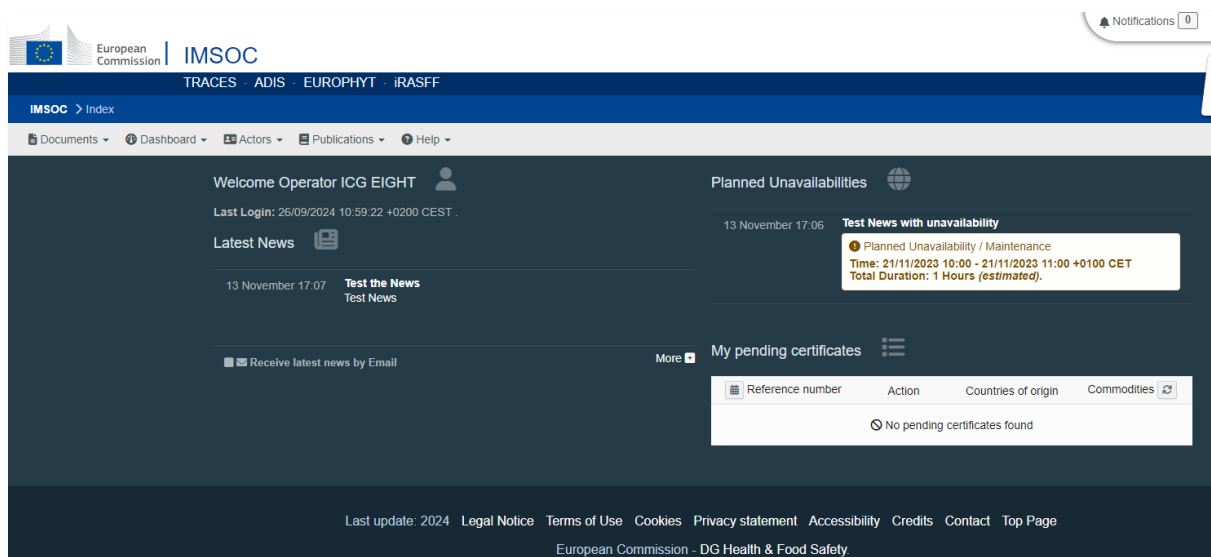 Notifications 0
European
Commission
IMSOC
TRACES · ADIS · EUROPHYT · iRASFF
IMSOC > Index
Documents Dashboard Actors Publications Help
Welcome Operator ICG EIGHT
Last Login: 26/09/2024 10:59:22 +0200 CEST .
Latest News
13 November 17:07 Test the News
Test News
Receive latest news by Email More
Planned Unavailabilities
13 November 17:06 Test News with unavailability
Planned Unavailability / Maintenance
Time: 21/11/2023 10:00 - 21/11/2023 11:00 +0100 CET
Total Duration: 1 Hours (estimated).
My pending certificates
Reference number Action Countries of origin Commodities
No pending certificates found
Last update: 2024 Legal Notice Terms of Use Cookies Privacy statement Accessibility Credits Contact Top Page
European Commission - DG Health & Food Safety.